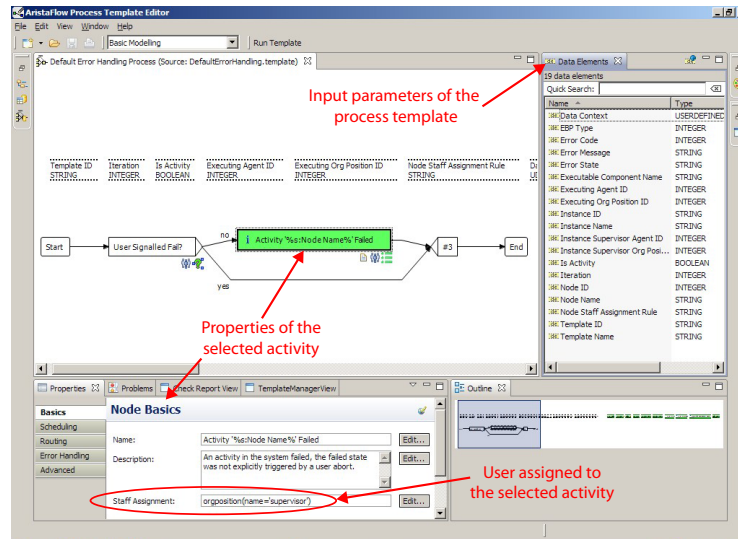 AristaFlow Process Template Editor
File Edit View Window Help
Basic Modelling
Run Template
Default Error Handling Process (Source: DefaultErrorHandling.template)
Input parameters of the
process template
Template ID
STRING
Iteration
INTEGER
Is Activity
BOOLEAN
Executing Agent ID
INTEGER
Executing Org Position ID
INTEGER
Node Staff Assignment Rule
STRING
Start
User Signalled Fail?
no
yes
Activity '%s:Node Name%' Failed
#3
End
Properties of the
selected activity
Data Elements
19 data elements
Quick Search:
Name Type
Data Context USERDEFINED
EBP Type INTEGER
Error Code INTEGER
Error Message STRING
Error State STRING
Executable Component Name STRING
Executing Agent ID INTEGER
Executing Org Position ID INTEGER
Instance ID STRING
Instance Name STRING
Instance Supervisor Agent ID INTEGER
Instance Supervisor Org Posi... INTEGER
Is Activity BOOLEAN
Iteration INTEGER
Node ID INTEGER
Node Name STRING
Node Staff Assignment Rule STRING
Template ID STRING
Template Name STRING
Properties Problems Check Report View TemplateManagerView
Basics
Scheduling
Routing
Error Handling
Advanced
Node Basics
Name: Activity '%s:Node Name%' Failed Edit...
Description: An activity in the system failed, the failed state
was not explicitly triggered by a user abort.
Edit...
Staff Assignment: orgposition(name='supervisor') Edit...
Outline
User assigned to
the selected activity